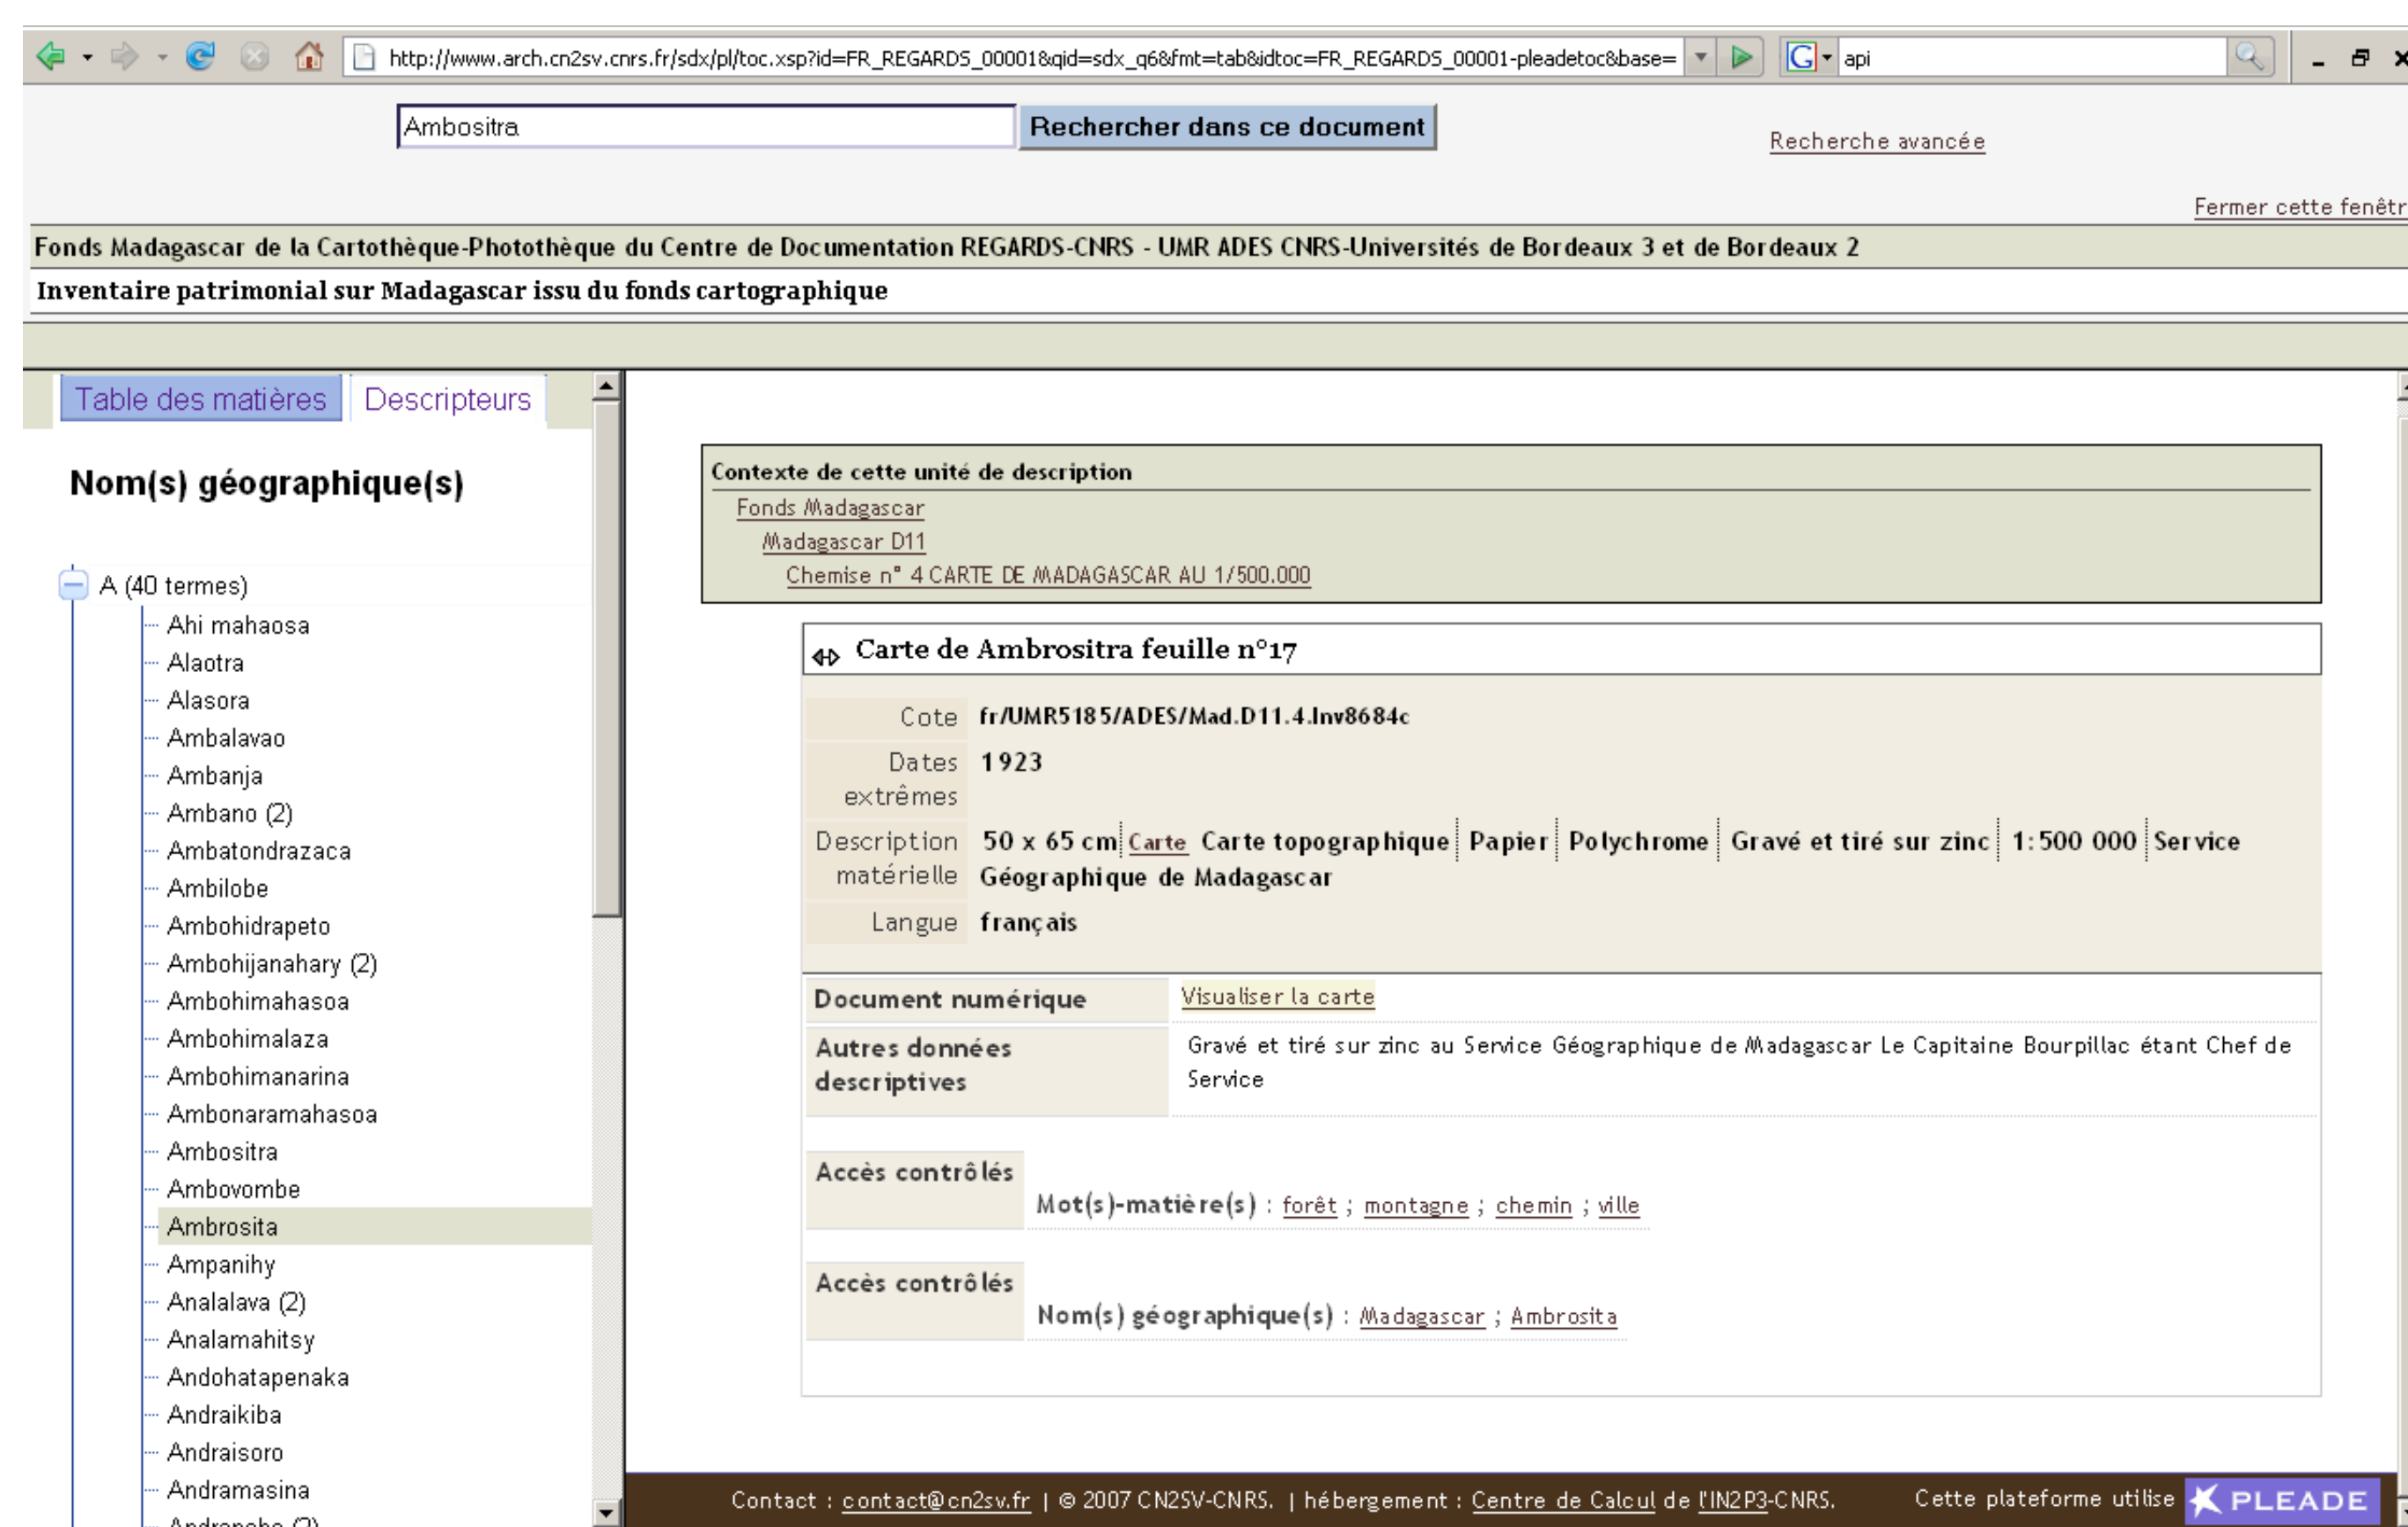 http://www.arch.cn2sv.cnrs.fr/sdx/pl/toc.xsp?id=FR_REGARDS_00001&qid=sdx_q6&fmt=tab&idtoc=FR_REGARDS_00001-pleadetoc&base= G api
Ambositra Rechercher dans ce document Recherche avancée
Fermer cette fenêtr
Fonds Madagascar de la Cartothèque-Photothèque du Centre de Documentation REGARDS-CNRS - UMR ADES CNRS-Universités de Bordeaux 3 et de Bordeaux 2
Inventaire patrimonial sur Madagascar issu du fonds cartographique
Table des matières Descripteurs
Nom(s) géographique(s)
A (40 termes)
Ahi mahaosa
Alaotra
Alasora
Ambalavao
Ambanja
Ambano (2)
Ambatondrazaca
Ambilobe
Ambohidrapeto
Ambohijanahary (2)
Ambohimahasoa
Ambohimalaza
Ambohimanarina
Ambonaramahasoa
Ambositra
Ambovombe
Ambrosita
Ampanihy
Analalava (2)
Analamahitsy
Andohatapenaka
Andraikiba
Andraisoro
Andramasina
Contexte de cette unité de description
Fonds Madagascar
Madagascar D11
Chemise n° 4 CARTE DE MADAGASCAR AU 1/500.000
Carte de Ambrositra feuille n°17
Cote fr/UMR5185/ADES/Mad.D11.4.Inv8684c
Dates 1923
extrêmes
Description 50 x 65 cm Carte Carte topographique Papier Polychrome Gravé et tiré sur zinc 1:500 000 Service
matérielle Géographique de Madagascar
Langue français
Document numérique Visualiser la carte
Autres données Gravé et tiré sur zinc au Service Géographique de Madagascar Le Capitaine Bourpillac étant Chef de
descriptives Service
Accès contrôlés
Mot(s)-matière(s) : forêt ; montagne ; chemin ; ville
Accès contrôlés
Nom(s) géographique(s) : Madagascar ; Ambrosita
Contact : contact@cn2sv.fr | © 2007 CN2SV-CNRS. | hébergement : Centre de Calcul de l'IN2P3-CNRS. Cette plateforme utilise PLEADE